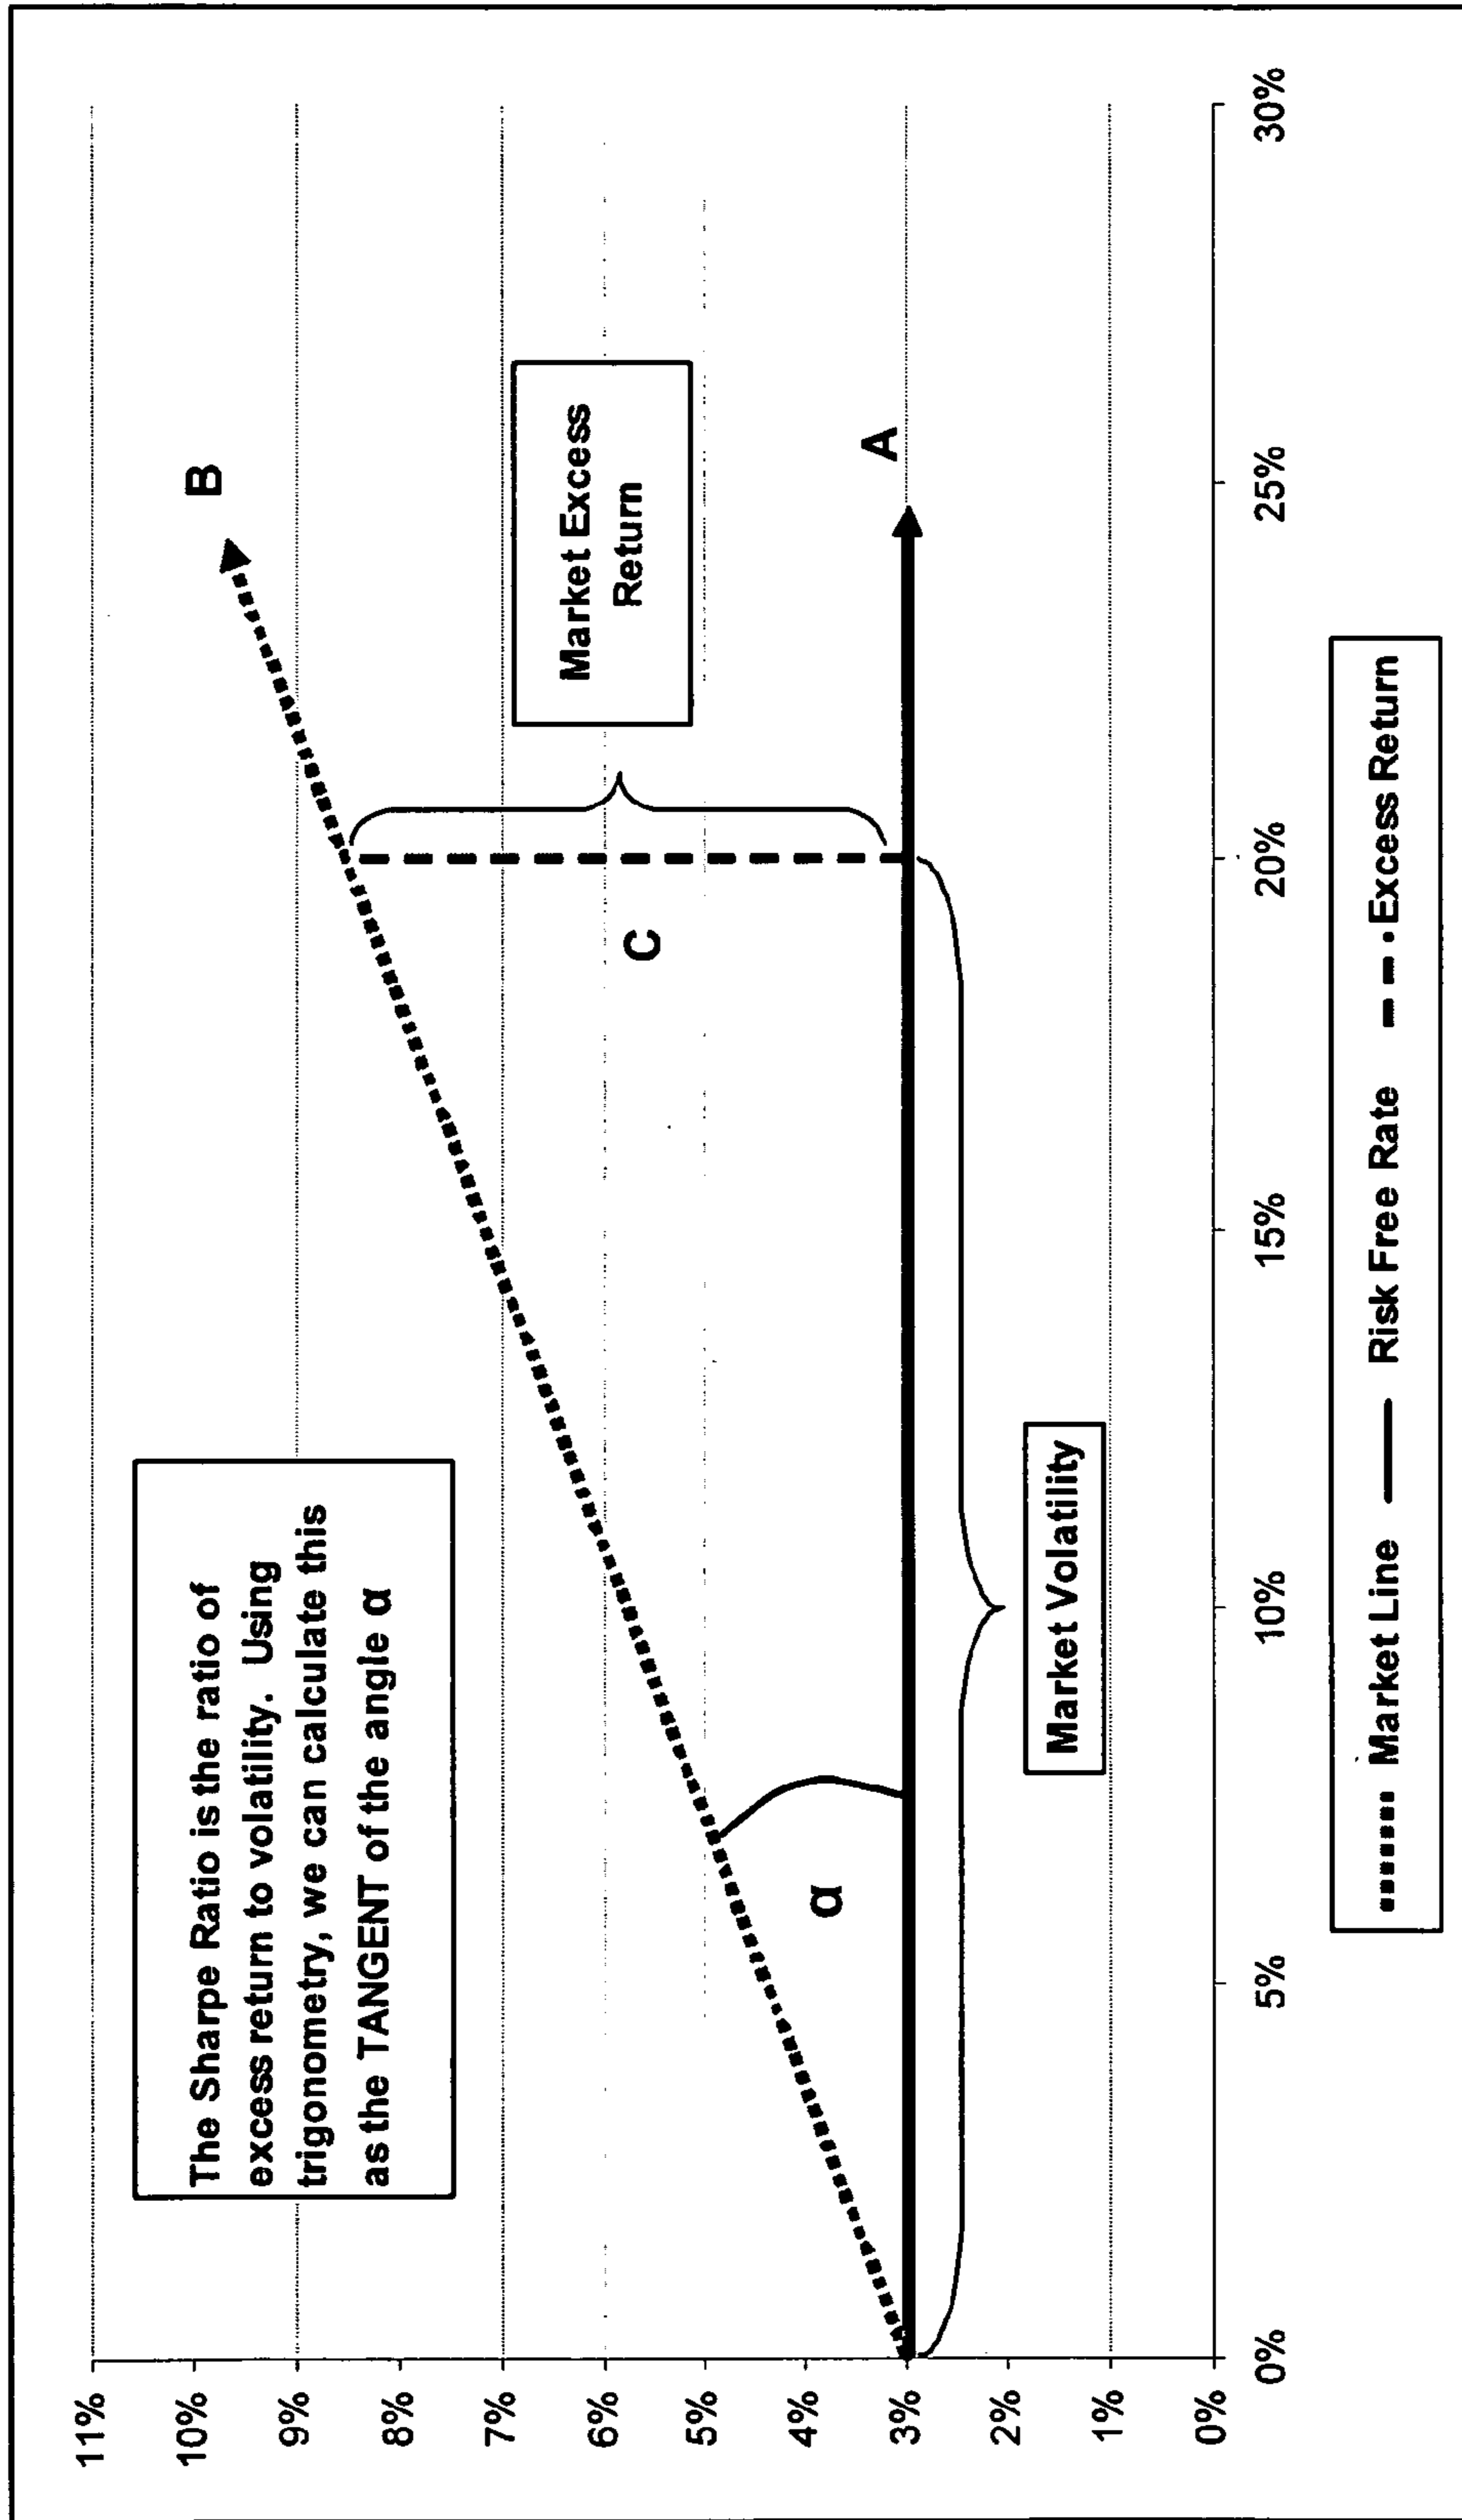 The Sharpe Ratio is the ratio of
excess return to volatility. Using
trigonometry, we can calculate this
as the TANGENT of the angle α
11%
10%
9%
8%
7%
6%
5%
4%
3%
2%
1%
0%
B
Market Excess
Return
C
A
α
Market Volatility
0%
5%
10%
15%
20%
25%
30%
Market Line
Risk Free Rate
Excess Return